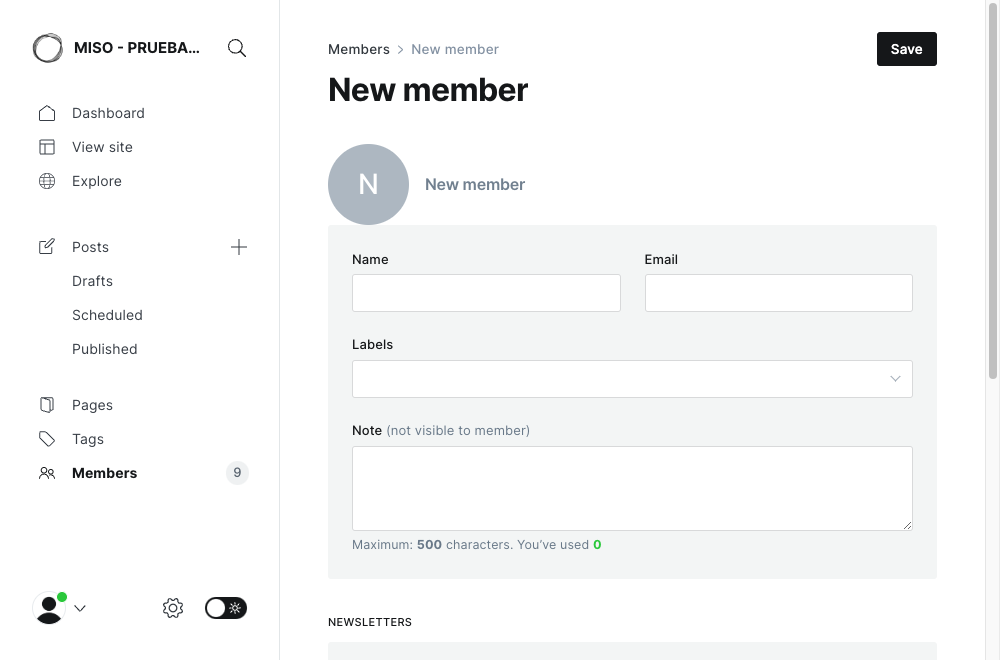 MISO - PRUEBA...
Dashboard
View site
Explore
Posts
Drafts
Scheduled
Published
Pages
Tags
Members
9
Members > New member
Save
New member
N
New member
Name
Email
Labels
Note (not visible to member)
Maximum: 500 characters. You've used 0
NEWSLETTERS